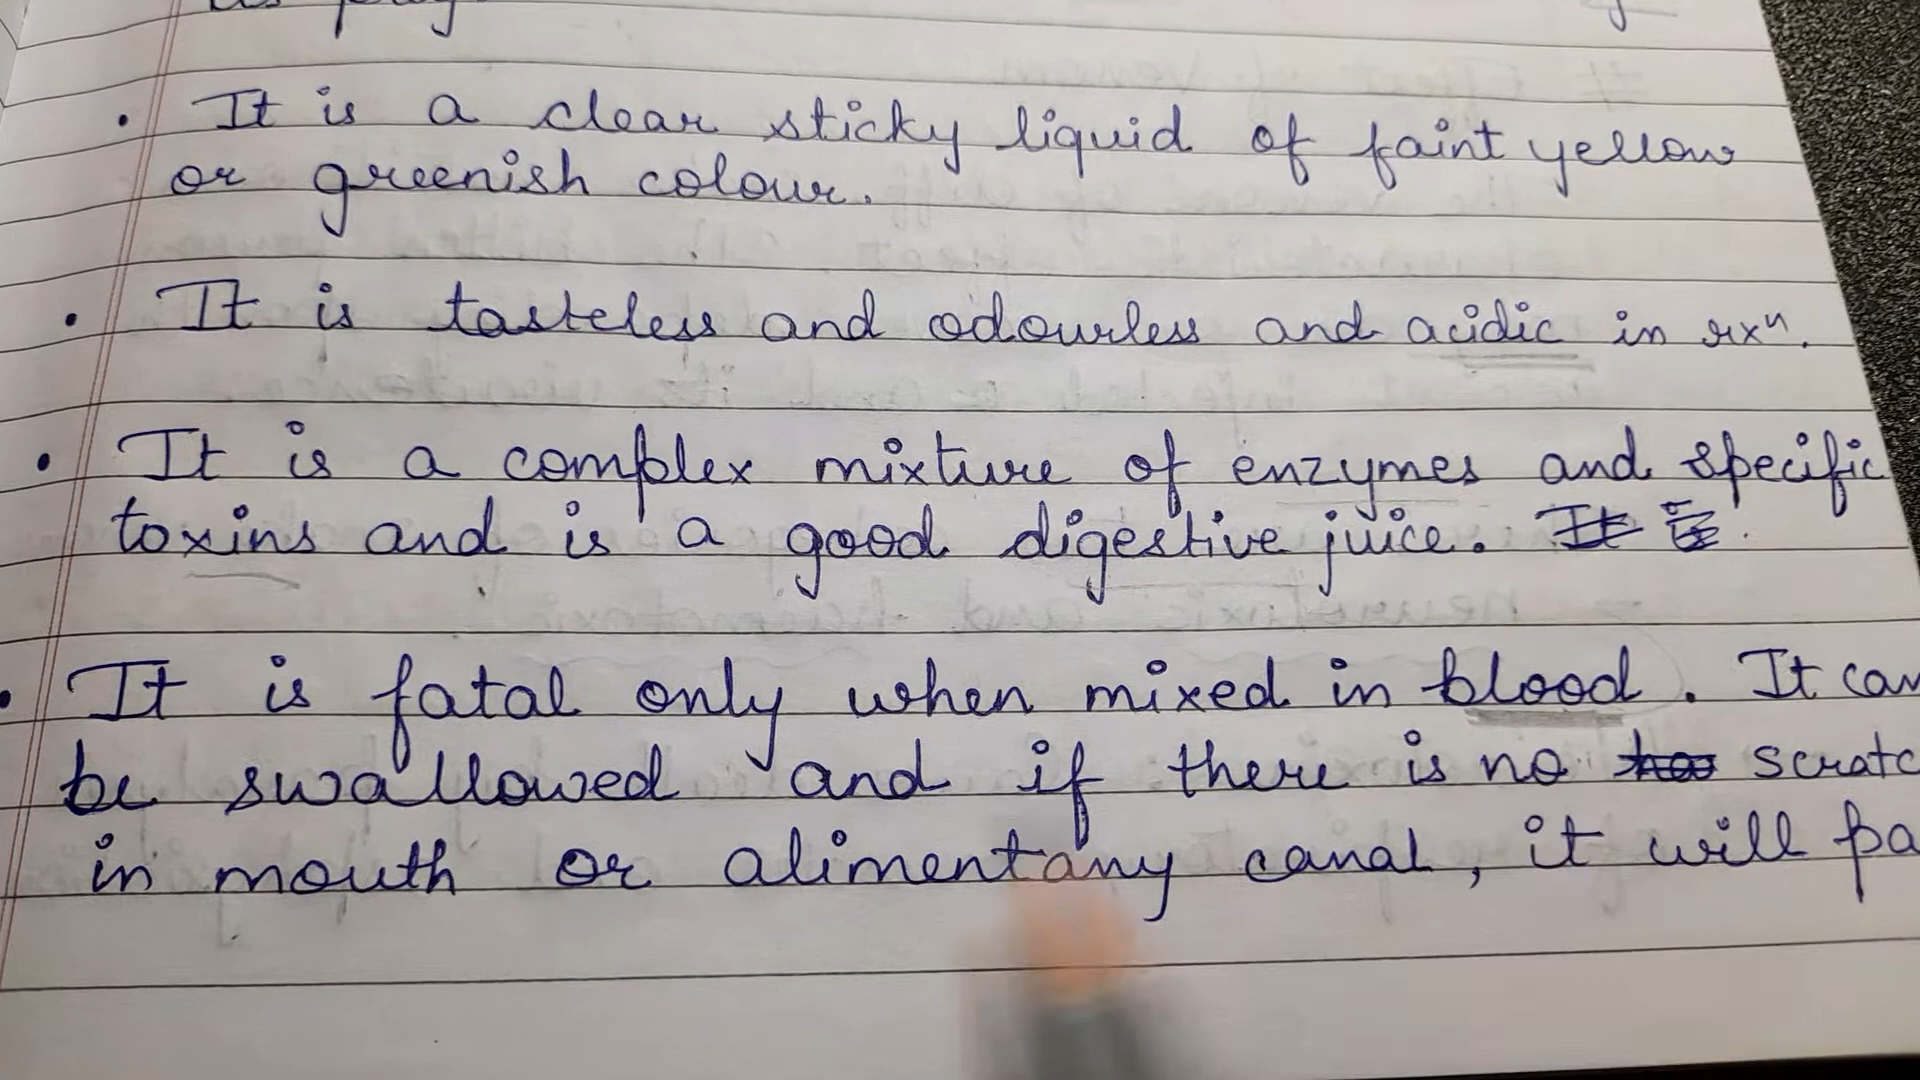 • It is a clear sticky liquid of faint yellow
or greenish colour.
• It is tasteless and odourless and acidic in rxⁿ.
• It is a complex mixture of enzymes and specific
toxins and is a good digestive juice. It is.
• It is fatal only when mixed in blood. It can
be swallowed and if there is no scratc
in mouth or alimentany canal, it will pa